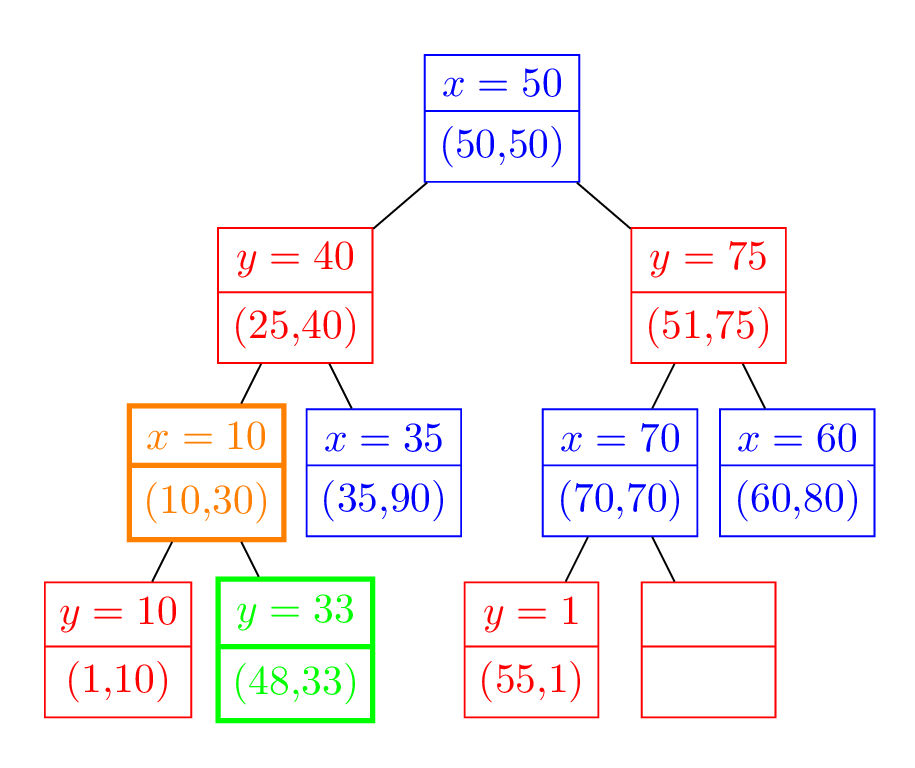 x = 50
(50,50)
y = 40
(25,40)
y = 75
(51,75)
x = 10
(10,30)
x = 35
(35,90)
x = 70
(70,70)
x = 60
(60,80)
y = 10
(1,10)
y = 33
(48,33)
y = 1
(55,1)